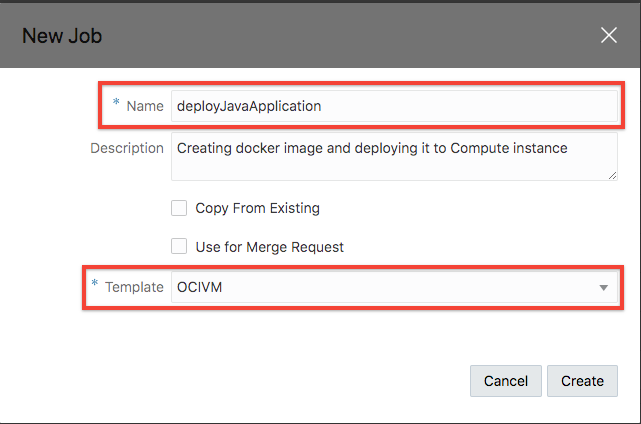 New Job
* Name deployJavaApplication
Description Creating docker image and deploying it to Compute instance
Copy From Existing
Use for Merge Request
* Template OCIVM
Cancel Create